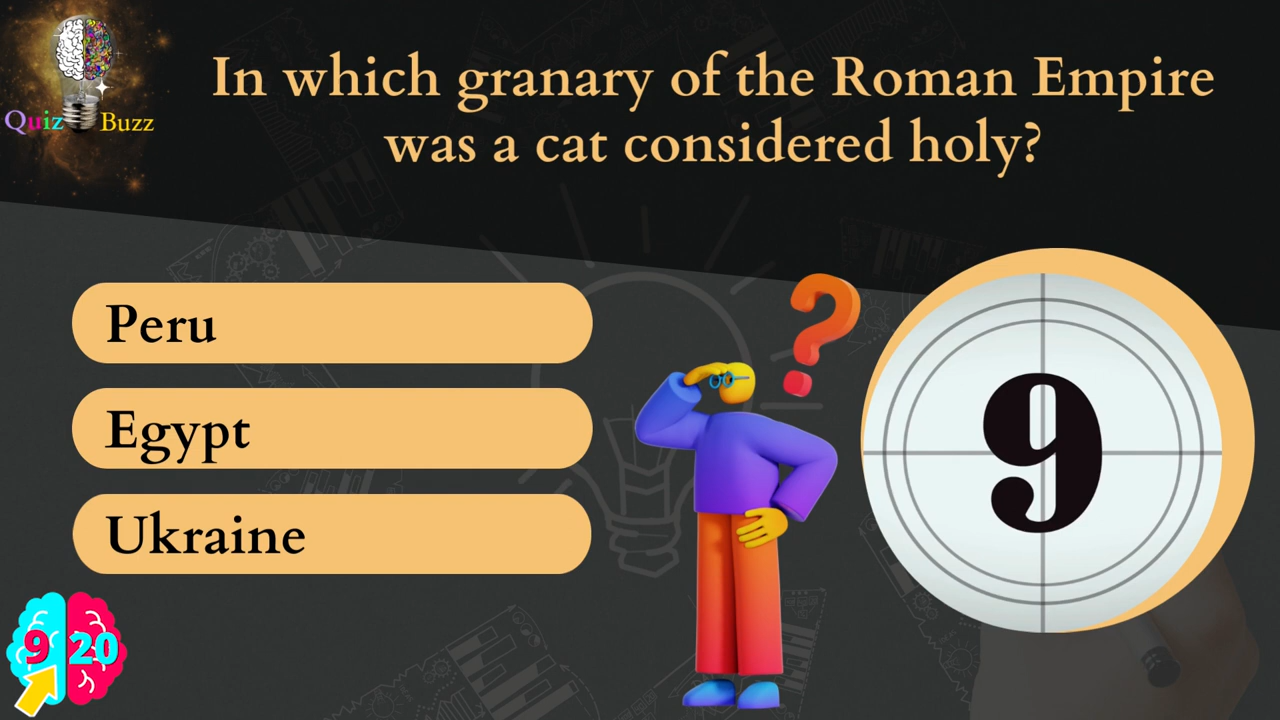 Quiz Buzz
In which granary of the Roman Empire
was a cat considered holy?
Peru
Egypt
Ukraine
?
9
9 20